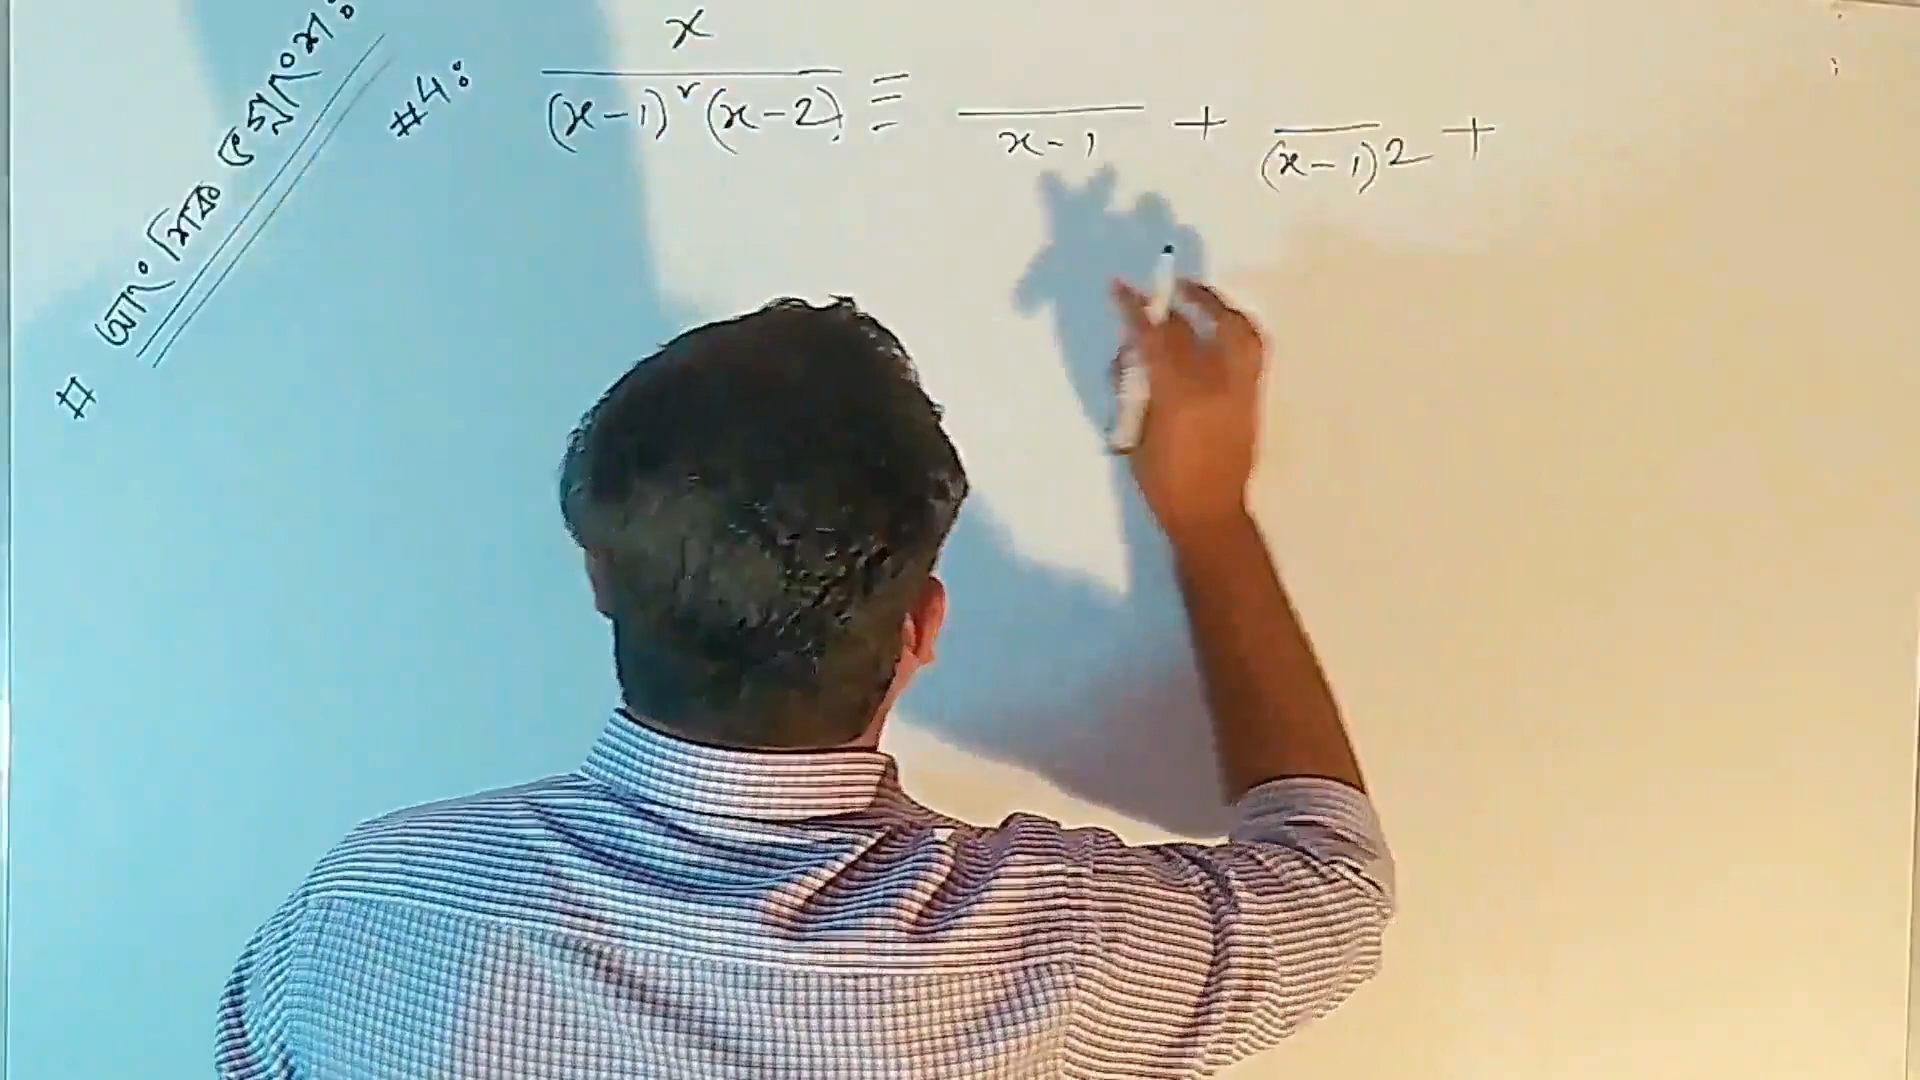 # আংশিক ভগ্নাংশ:
#4: x / (x-1)² (x-2) ≡ / x-1 + / (x-1)2 +